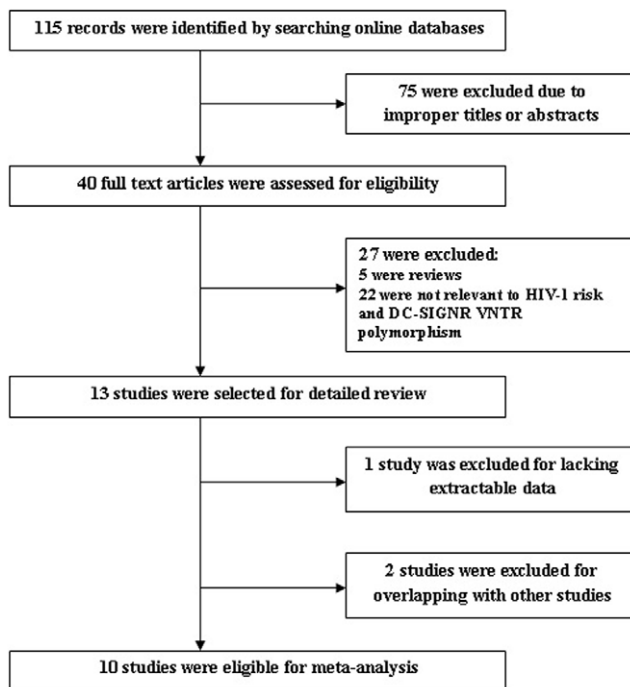 115 records were identified by searching online databases
75 were excluded due to
improper titles or abstracts
40 full text articles were assessed for eligibility
27 were excluded:
5 were reviews
22 were not relevant to HIV-1 risk
and DC-SIGNR VNTR
polymorphism
13 studies were selected for detailed review
1 study was excluded for lacking
extractable data
2 studies were excluded for
overlapping with other studies
10 studies were eligible for meta-analysis